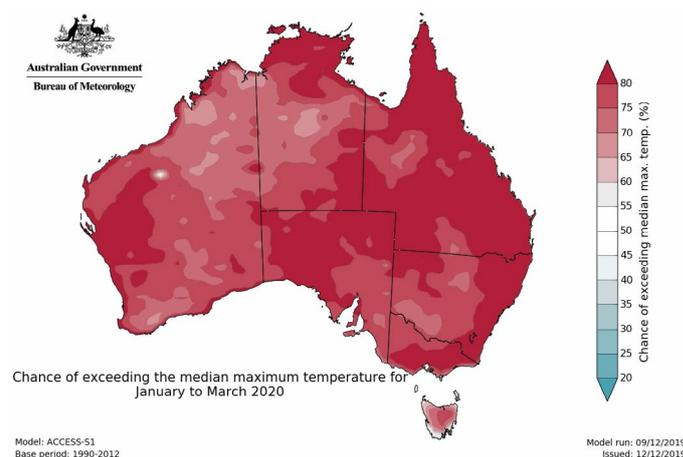 Australian Government
Bureau of Meteorology
80
75
70
65
60
55
50
45
40
35
30
25
20
Chance of exceeding median max. temp. (%)
Chance of exceeding the median maximum temperature for
January to March 2020
Model: ACCESS-S1
Base period: 1990-2012
Model run: 09/12/2019
Issued: 12/12/2019